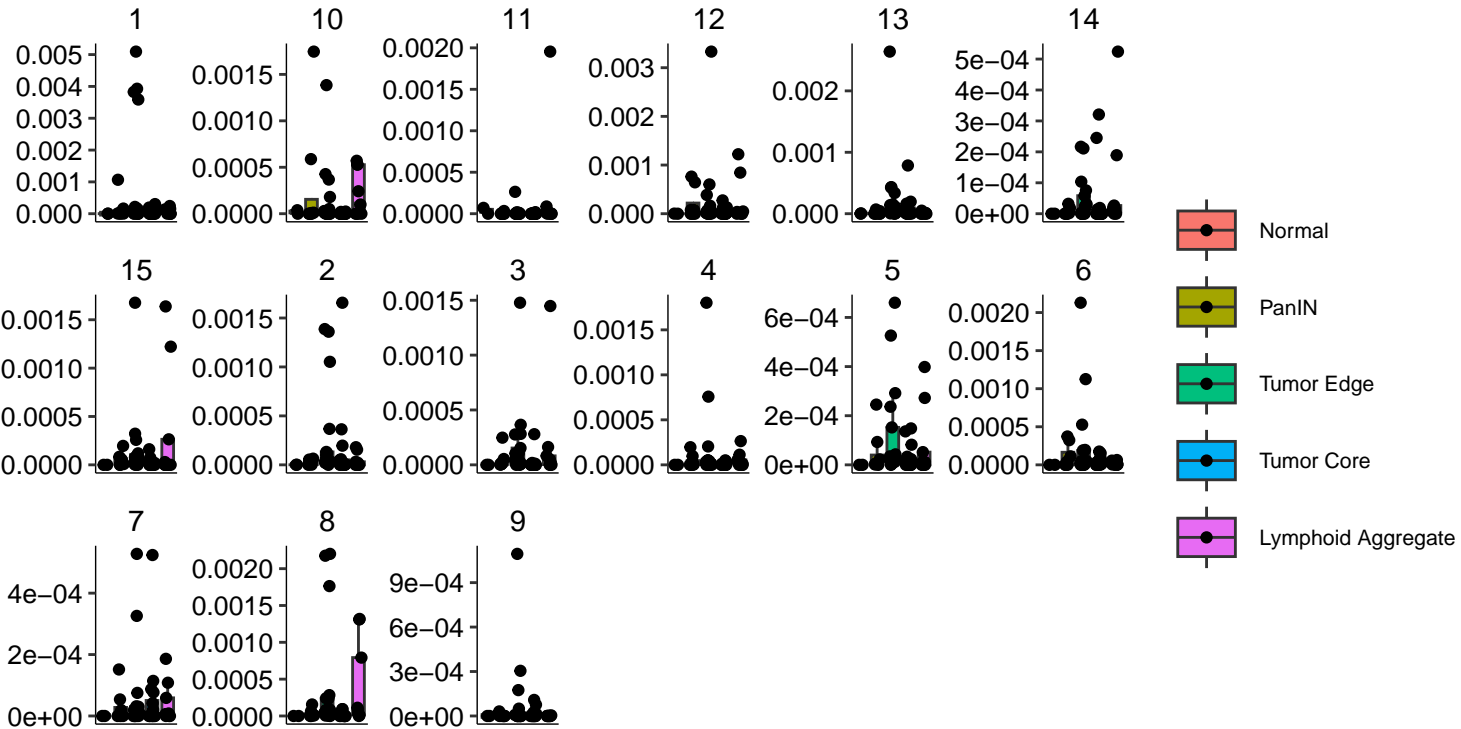 1
0.005
0.004
0.003
0.002
0.001
0.000
10
0.0015
0.0010
0.0005
0.0000
11
0.0020
0.0015
0.0010
0.0005
0.0000
12
0.003
0.002
0.001
0.000
13
0.002
0.001
0.000
14
5e−04
4e−04
3e−04
2e−04
1e−04
0e+00
15
0.0015
0.0010
0.0005
0.0000
2
0.0015
0.0010
0.0005
0.0000
3
0.0015
0.0010
0.0005
0.0000
4
0.0015
0.0010
0.0005
0.0000
5
6e−04
4e−04
2e−04
0e+00
6
0.0020
0.0015
0.0010
0.0005
0.0000
7
4e−04
2e−04
0e+00
8
0.0020
0.0015
0.0010
0.0005
0.0000
9
9e−04
6e−04
3e−04
0e+00
Normal
PanIN
Tumor Edge
Tumor Core
Lymphoid Aggregate